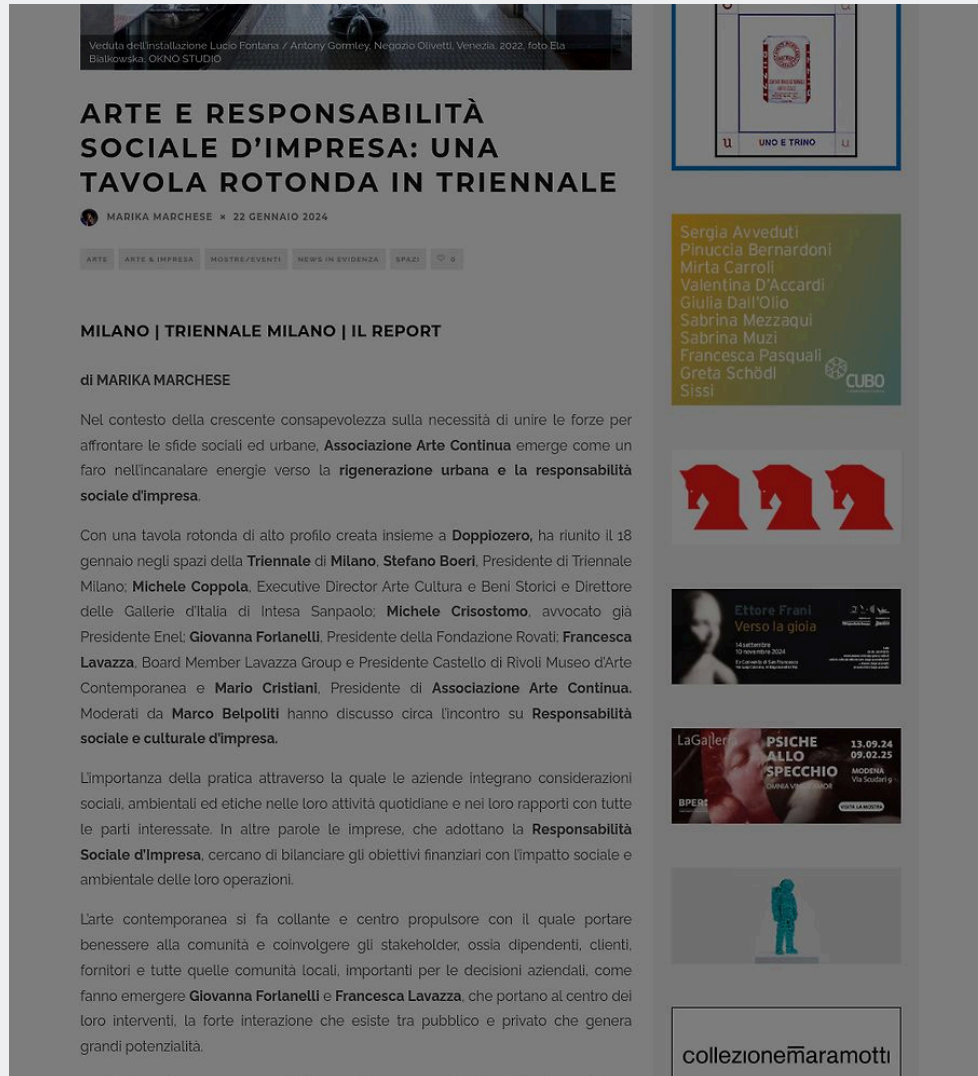 Veduta dell'installazione Lucio Fontana / Antony Gormley, Negozio Olivetti, Venezia, 2022, foto Ela
Bialkowska, OKNO STUDIO
ARTE E RESPONSABILITÀ
SOCIALE D'IMPRESA: UNA
TAVOLA ROTONDA IN TRIENNALE
MARIKA MARCHESE × 22 GENNAIO 2024
ARTE ARTE & IMPRESA MOSTRE/EVENTI NEWS IN EVIDENZA SPAZI ♡ 0
MILANO | TRIENNALE MILANO | IL REPORT
di MARIKA MARCHESE
Nel contesto della crescente consapevolezza sulla necessità di unire le forze per
affrontare le sfide sociali ed urbane, Associazione Arte Continua emerge come un
faro nell'incanalare energie verso la rigenerazione urbana e la responsabilità
sociale d'impresa.
Con una tavola rotonda di alto profilo creata insieme a Doppiozero, ha riunito il 18
gennaio negli spazi della Triennale di Milano, Stefano Boeri, Presidente di Triennale
Milano; Michele Coppola, Executive Director Arte Cultura e Beni Storici e Direttore
delle Gallerie d'Italia di Intesa Sanpaolo; Michele Crisostomo, avvocato già
Presidente Enel; Giovanna Forlanelli, Presidente della Fondazione Rovati; Francesca
Lavazza, Board Member Lavazza Group e Presidente Castello di Rivoli Museo d'Arte
Contemporanea e Mario Cristiani, Presidente di Associazione Arte Continua.
Moderati da Marco Belpoliti hanno discusso circa l'incontro su Responsabilità
sociale e culturale d'impresa.
L'importanza della pratica attraverso la quale le aziende integrano considerazioni
sociali, ambientali ed etiche nelle loro attività quotidiane e nei loro rapporti con tutte
le parti interessate. In altre parole le imprese, che adottano la Responsabilità
Sociale d'Impresa, cercano di bilanciare gli obiettivi finanziari con l'impatto sociale e
ambientale delle loro operazioni.
L'arte contemporanea si fa collante e centro propulsore con il quale portare
benessere alla comunità e coinvolgere gli stakeholder, ossia dipendenti, clienti,
fornitori e tutte quelle comunità locali, importanti per le decisioni aziendali, come
fanno emergere Giovanna Forlanelli e Francesca Lavazza, che portano al centro dei
loro interventi, la forte interazione che esiste tra pubblico e privato che genera
grandi potenzialità.
u UNO E TRINO u
Sergia Avveduti
Pinuccia Bernardoni
Mirta Carroli
Valentina D'Accardi
Giulia Dall'Olio
Sabrina Mezzaqui
Sabrina Muzi
Francesca Pasquali
Greta Schödl
Sissi
CUBO
Ettore Frani
Verso la gioia
14 settembre
10 novembre 2024
LaGalleria
PSICHE
ALLO
SPECCHIO
OMNIA VINCIT AMOR
13.09.24
09.02.25
MODENA
Via Scudari 9
BPER:
VISITA LA MOSTRA
collezionemaramotti